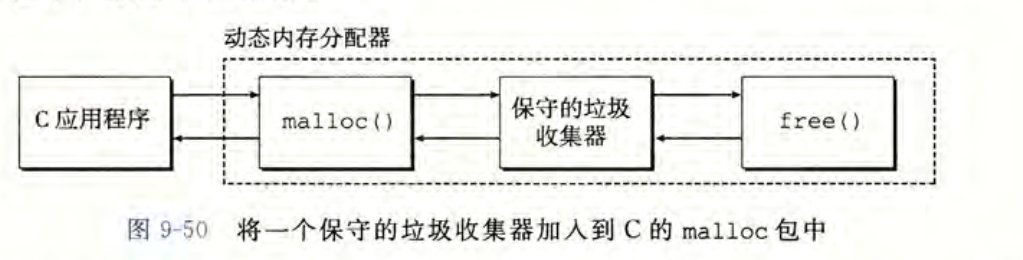 动态内存分配器
C应用程序
malloc()
保守的垃圾
收集器
free()
图 9-50 将一个保守的垃圾收集器加入到 C 的 malloc 包中